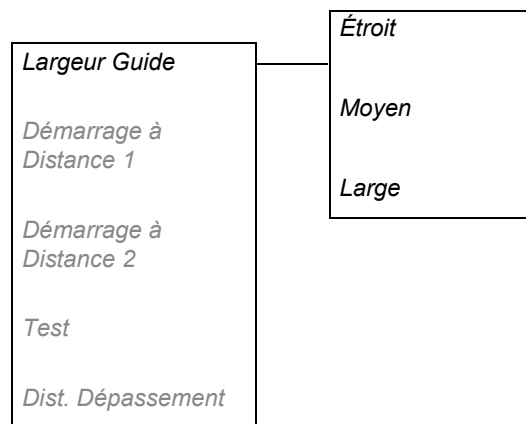 Largeur Guide
Démarrage à
Distance 1
Démarrage à
Distance 2
Test
Dist. Dépassement
Étroit
Moyen
Large